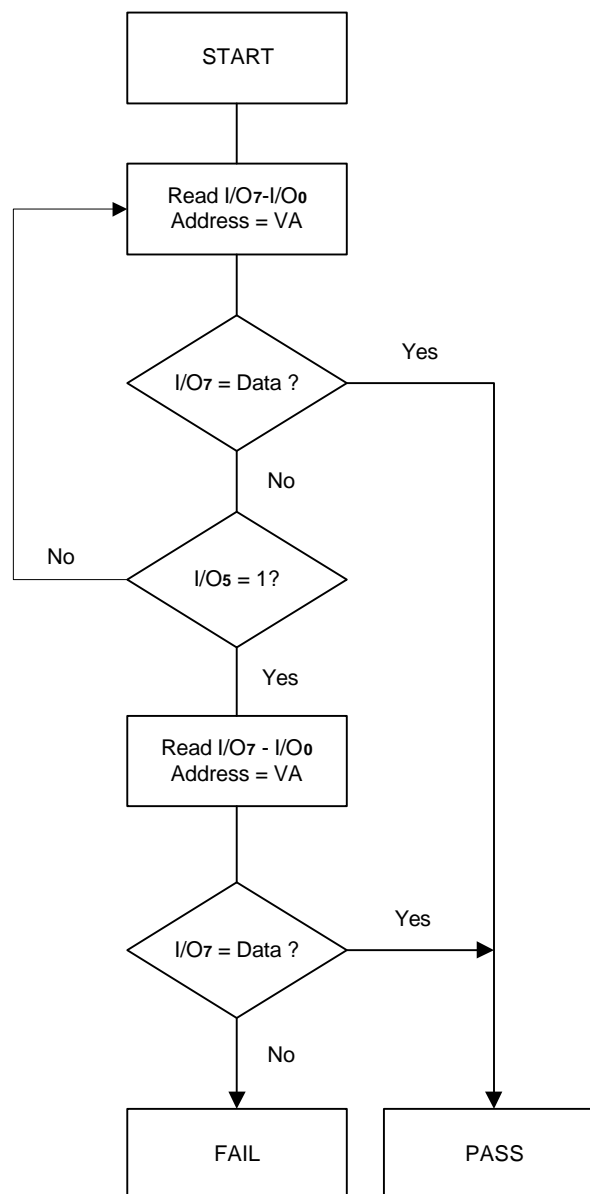 START
Read I/O7-I/O0
Address = VA
I/O7 = Data ?
Yes
No
I/O5 = 1?
No
Yes
Read I/O7 - I/O0
Address = VA
I/O7 = Data ?
Yes
No
FAIL
PASS